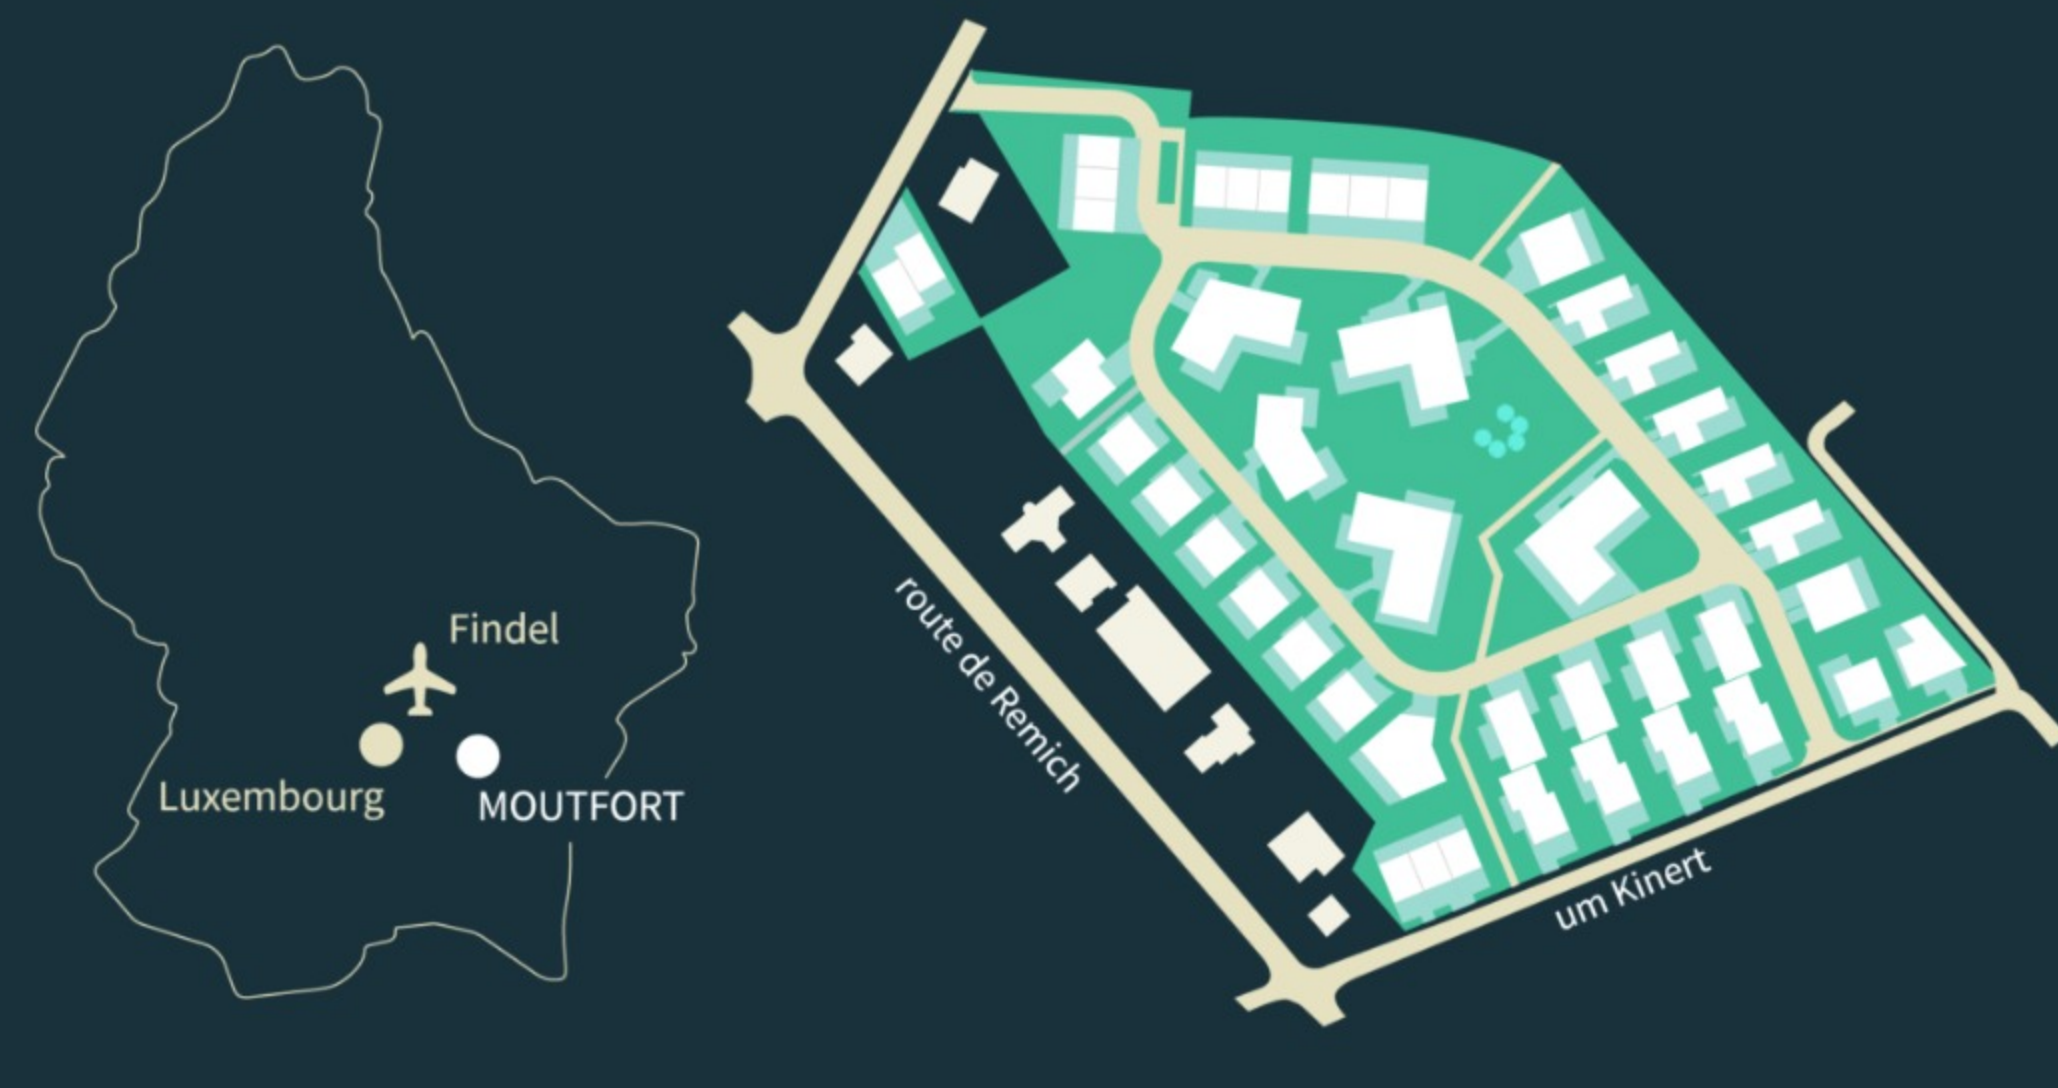 Findel
Luxembourg
MOUTFORT
route de Remich
um Kinert